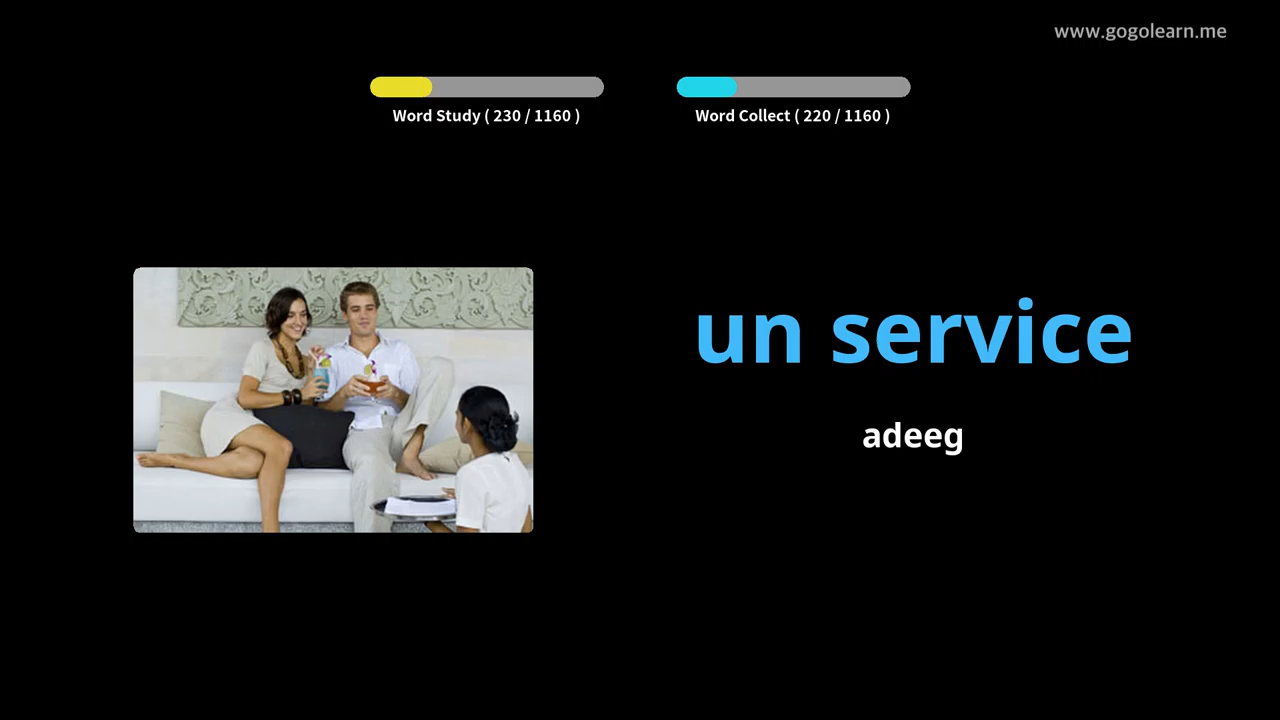 www.gogolearn.me
Word Study ( 230 / 1160 )
Word Collect ( 220 / 1160 )
un service
adeeg